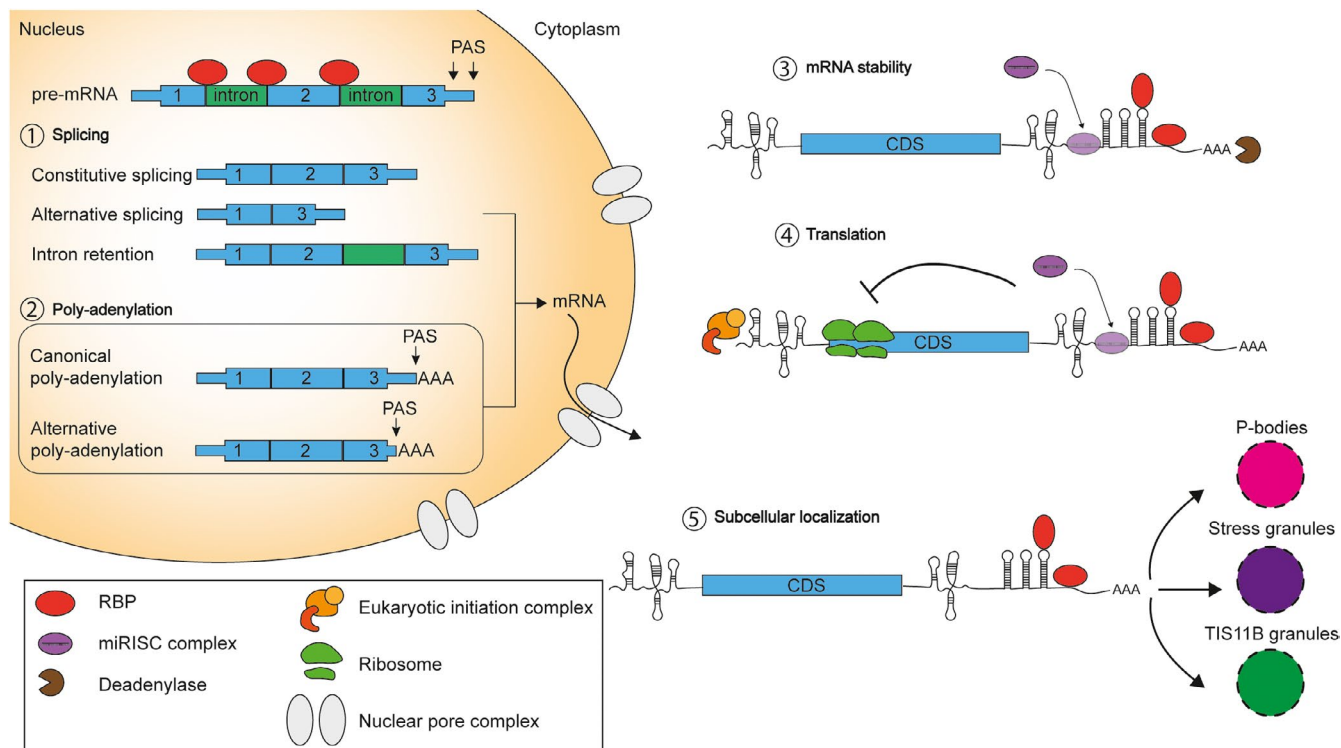 Nucleus
Cytoplasm
PAS
pre-mRNA
1 intron 2 intron 3
① Splicing
Constitutive splicing
1 2 3
Alternative splicing
1 3
Intron retention
1 2 3
mRNA
② Poly-adenylation
PAS
Canonical
poly-adenylation
1 2 3 AAA
PAS
Alternative
poly-adenylation
1 2 3 AAA
③ mRNA stability
CDS
AAA
④ Translation
CDS
AAA
⑤ Subcellular localization
CDS
AAA
P-bodies
Stress granules
TIS11B granules
RBP
miRISC complex
Deadenylase
Eukaryotic initiation complex
Ribosome
Nuclear pore complex